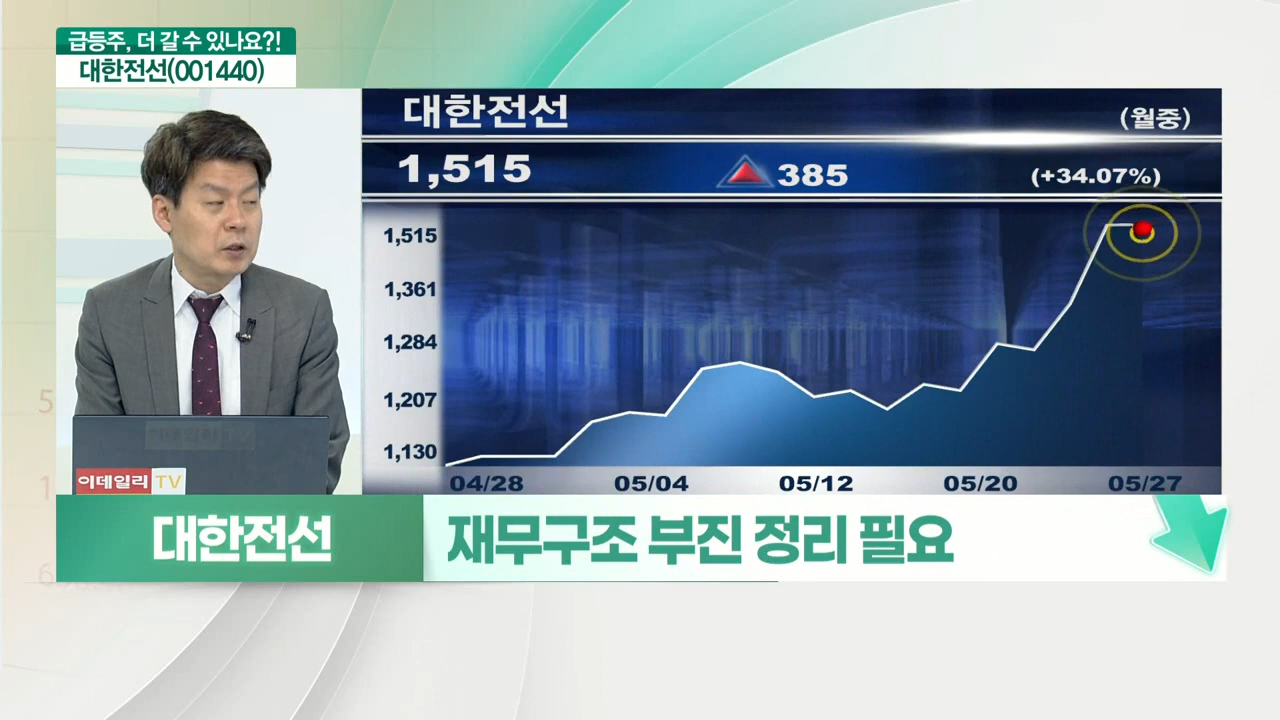 급등주, 더 갈 수 있나요?!
대한전선(001440)
대한전선
(월중)
1,515
385
(+34.07%)
1,515
1,361
1,284
1,207
1,130
04/28
05/04
05/12
05/20
05/27
이데일리 TV
대한전선
재무구조 부진 정리 필요